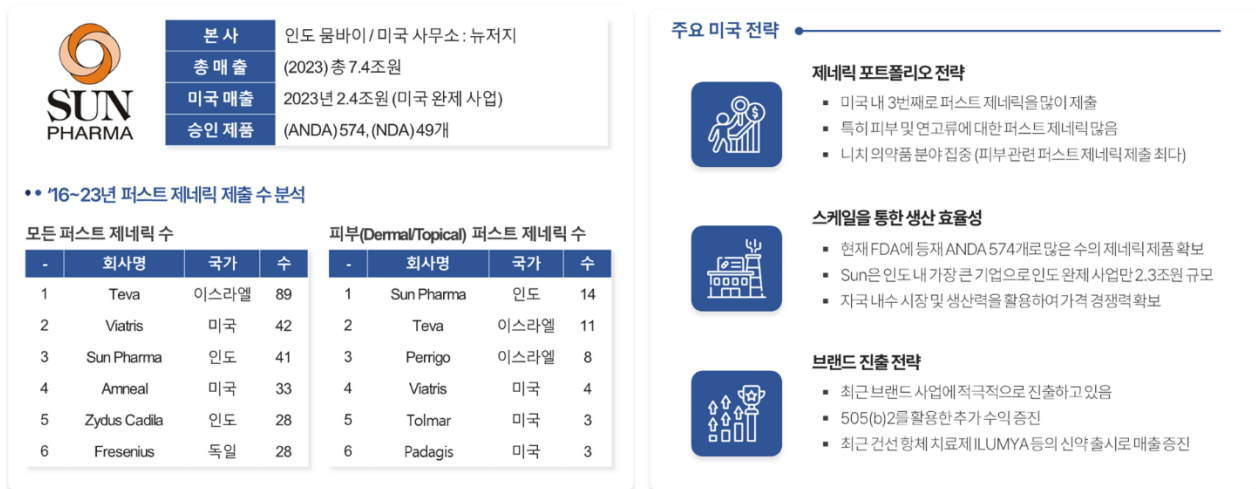 SUN
PHARMA
본 사 인도 뭄바이 / 미국 사무소 : 뉴저지
총 매 출 (2023) 총 7.4조원
미국 매출 2023년 2.4조원 (미국 완제 사업)
승인 제품 (ANDA) 574, (NDA) 49개
'16~23년 퍼스트 제네릭 제출 수 분석
모든 퍼스트 제네릭 수
- 회사명 국가 수
1 Teva 이스라엘 89
2 Viatris 미국 42
3 Sun Pharma 인도 41
4 Amneal 미국 33
5 Zydus Cadila 인도 28
6 Fresenius 독일 28
피부(Dermal/Topical) 퍼스트 제네릭 수
- 회사명 국가 수
1 Sun Pharma 인도 14
2 Teva 이스라엘 11
3 Perrigo 이스라엘 8
4 Viatris 미국 4
5 Tolmar 미국 3
6 Padagis 미국 3
주요 미국 전략
제네릭 포트폴리오 전략
▪ 미국 내 3번째로 퍼스트 제네릭을 많이 제출
▪ 특히 피부 및 연고류에 대한 퍼스트 제네릭 많음
▪ 니치 의약품 분야 집중 (피부 관련 퍼스트 제네릭 제출 최다)
스케일을 통한 생산 효율성
▪ 현재 FDA에 등재 ANDA 574개로 많은 수의 제네릭 제품 확보
▪ Sun은 인도 내 가장 큰 기업으로 인도 완제 사업만 2.3조원 규모
▪ 자국 내수 시장 및 생산력을 활용하여 가격 경쟁력 확보
브랜드 진출 전략
▪ 최근 브랜드 사업에 적극적으로 진출하고 있음
▪ 505(b)2를 활용한 추가 수익 증진
▪ 최근 건선 항체 치료제 ILUMYA 등의 신약 출시로 매출 증진